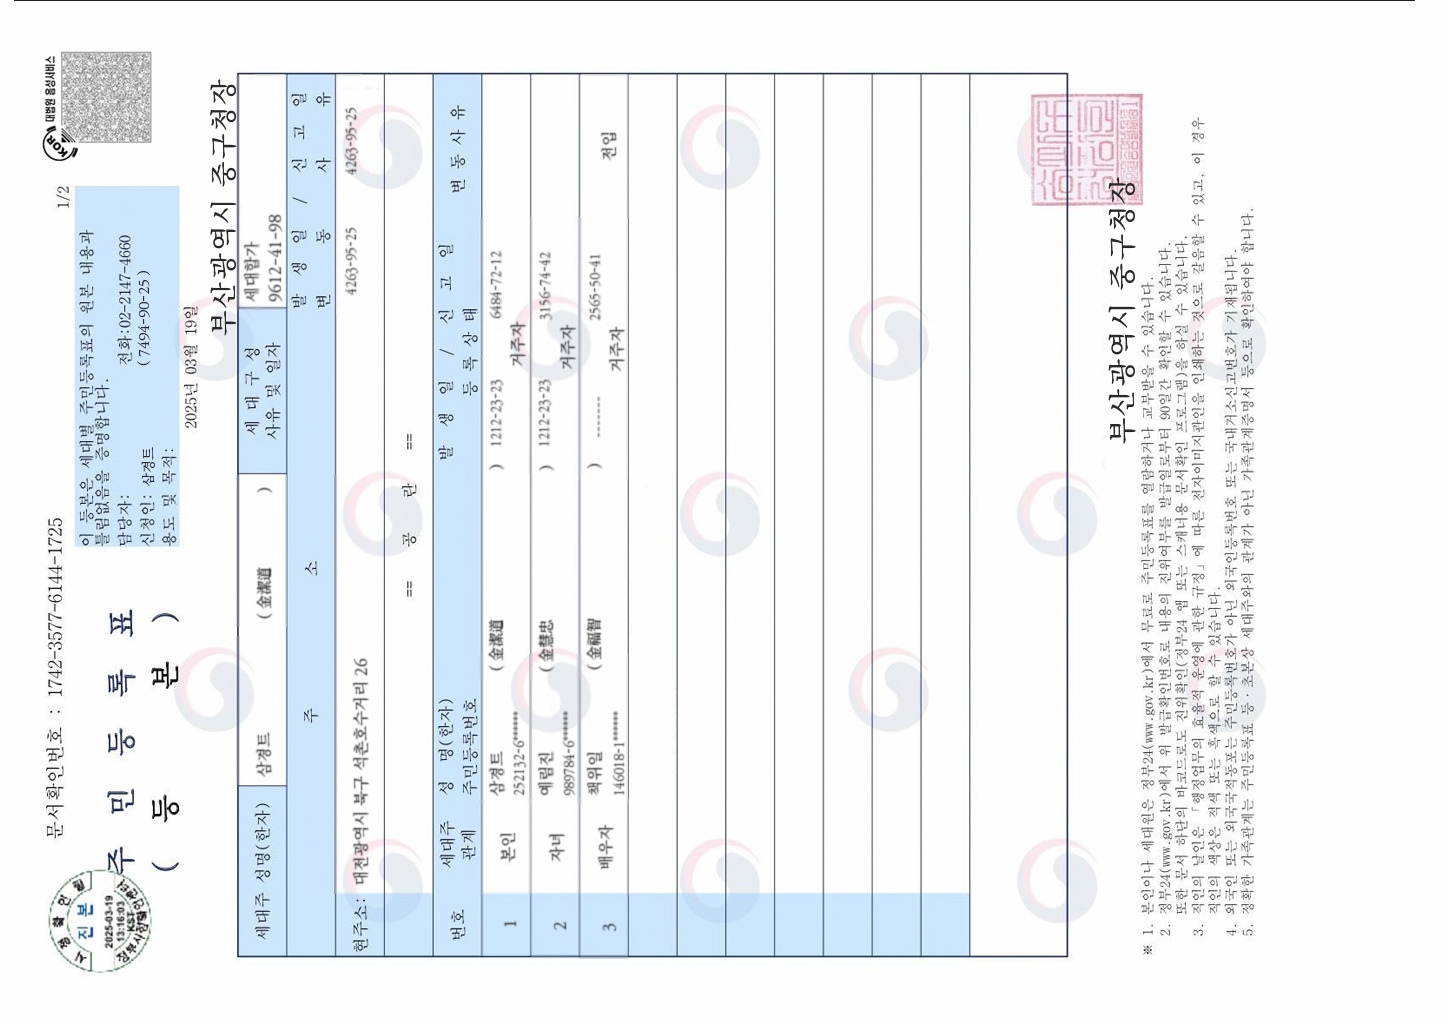 문서확인번호 : 1742-3577-6144-1725
1/2
대법원 음성서비스
주 민 등 록 표
( 등 본 )
이 등본은 세대별 주민등록표의 원본 내용과
틀림없음을 증명합니다.
담당자: 전화:02-2147-4660
신청인: 삼경트 (7494-90-25)
용도 및 목적:
2025년 03월 19일
부산광역시 중구청장
시 점 확 인 필
진 본
2025-03-19
13:16:03
KST
세대주 성명(한자) 삼경트 (金潔道 ) 세 대 구 성 사유 및 일자 세대합가
9612-41-98
주 소 발 생 일 / 신 고 일
변 동 사 유
현주소: 대전광역시 북구 석촌호수거리 26 4263-95-25 4263-95-25
== 공 란 ==
번호 세대주 관계 성 명(한자) 주민등록번호 발 생 일 / 신 고 일 등 록 상 태 변 동 사 유
1 본인 삼경트 (金潔道 ) 1212-23-23 6484-72-12
252132-6****** 거주자
2 자녀 예림진 (金慧忠 ) 1212-23-23 3156-74-42
989784-6****** 거주자
3 배우자 책위일 (金福智 ) ------- 2565-50-41 전입
146018-1****** 거주자
부산광역시 중구청장
※ 1. 본인이나 세대원은 정부24(www.gov.kr)에서 무료로 주민등록표를 열람하거나 교부받을 수 있습니다.
2. 정부24(www.gov.kr)에서 위 발급확인번호로 내용의 진위여부를 발급일로부터 90일간 확인할 수 있습니다.
또한 문서 하단의 바코드로도 진위확인(정부24 앱 또는 스캐너용 문서확인 프로그램)을 하실 수 있습니다.
3. 직인의 날인은 「행정업무의 효율적 운영에 관한 규정」에 따른 전자이미지관인을 인쇄하는 것으로 갈음할 수 있고, 이 경우
직인의 색상은 적색 또는 흑색으로 할 수 있습니다.
4. 외국인 또는 외국국적동포는 주민등록번호가 아닌 외국인등록번호 또는 국내거소신고번호가 기재됩니다.
5. 정확한 가족관계는 주민등록표 등·초본상 세대주와의 관계가 아닌 가족관계증명서 등으로 확인하여야 합니다.